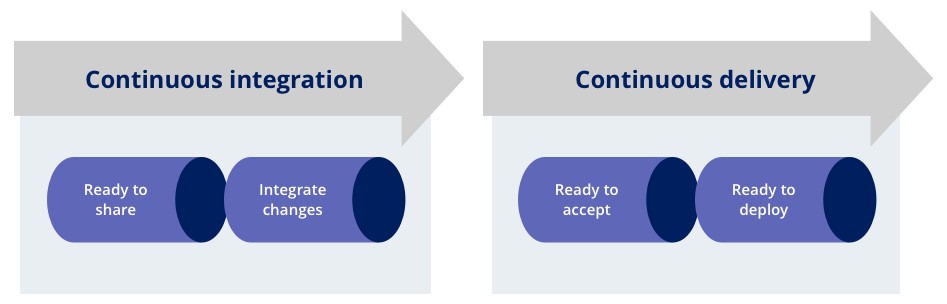 Continuous integration
Continuous delivery
Ready to
share
Integrate
changes
Ready to
accept
Ready to
deploy